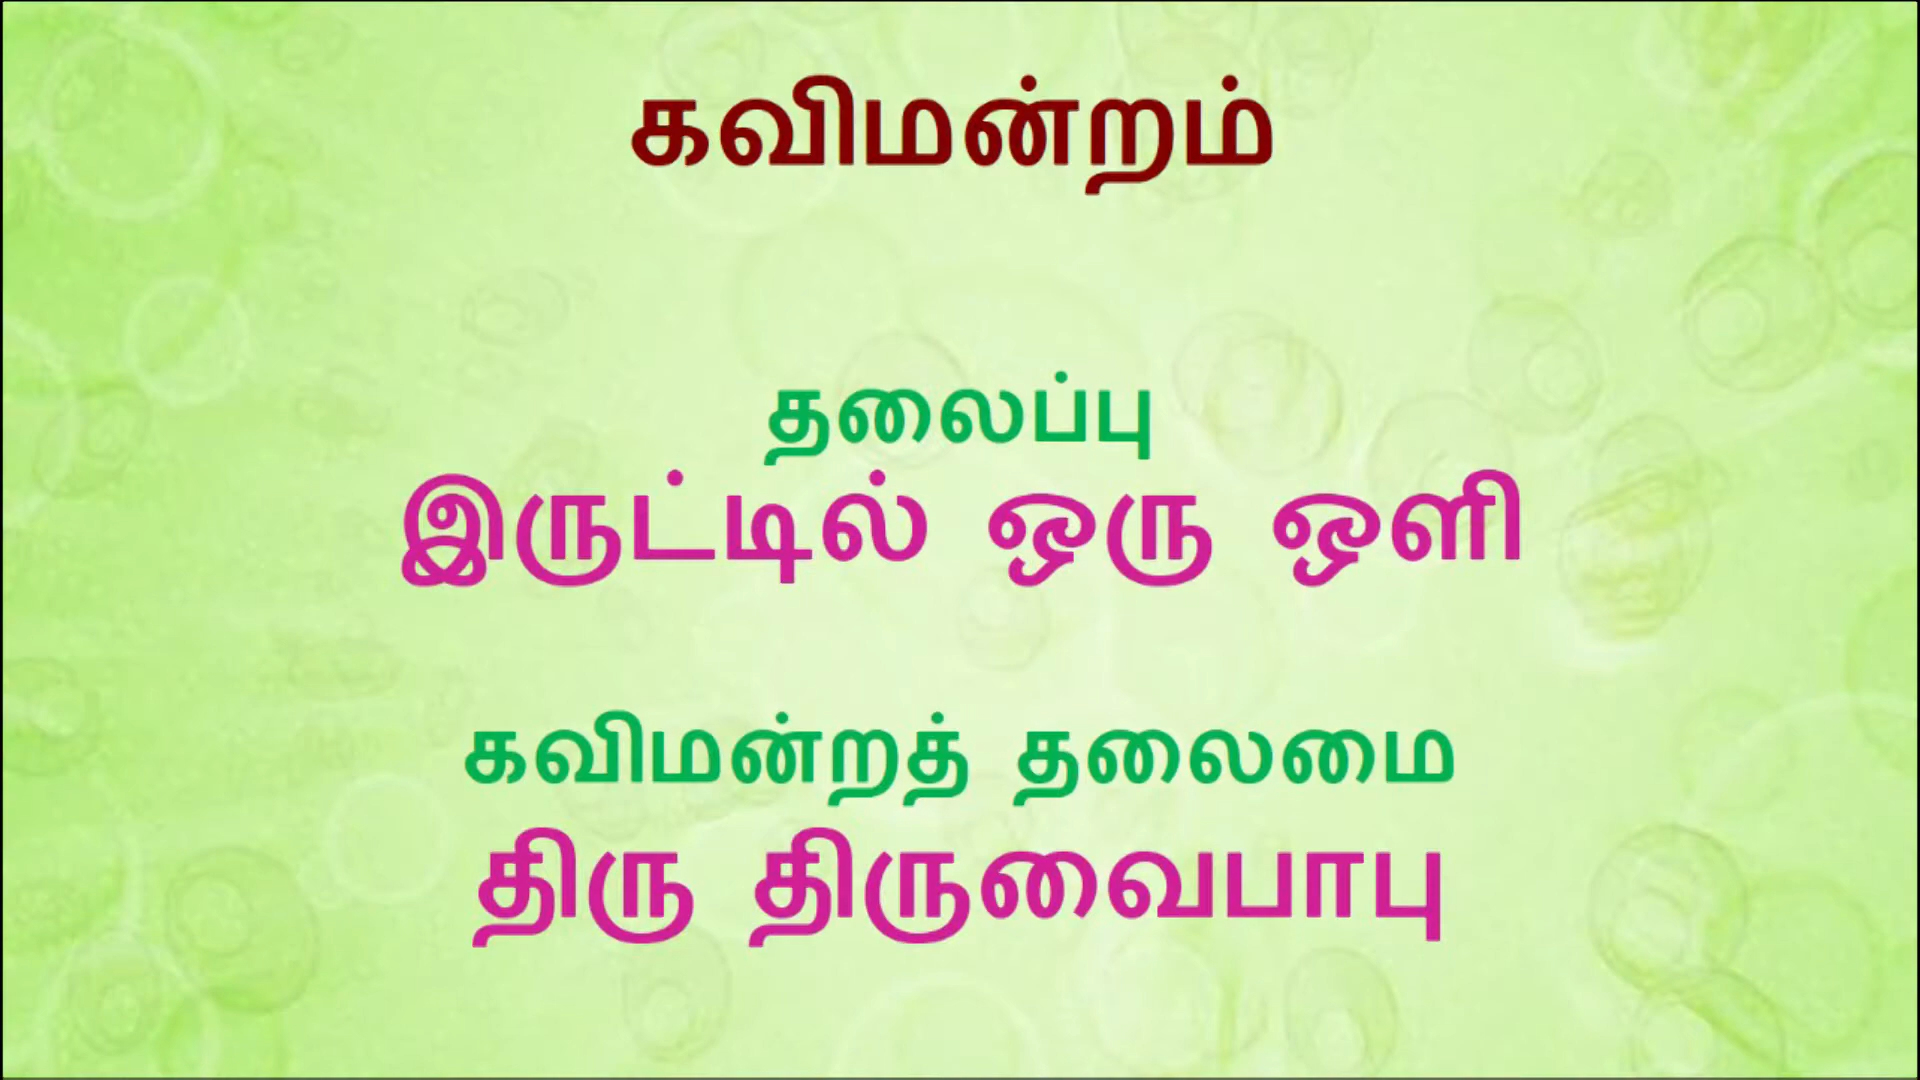 கவிமன்றம்
தலைப்பு
இருட்டில் ஒரு ஒளி
கவிமன்றத் தலைமை
திரு திருவைபாபு